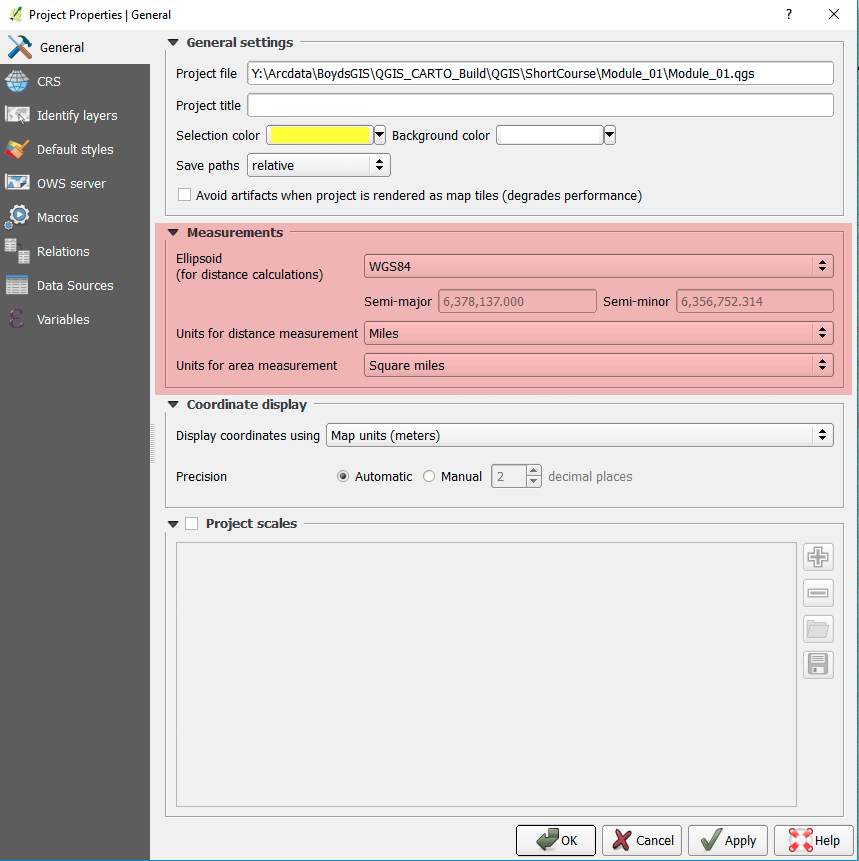 Project Properties | General
?
General
CRS
Identify layers
Default styles
OWS server
Macros
Relations
Data Sources
Variables
General settings
Project file Y:\Arcdata\BoydsGIS\QGIS_CARTO_Build\QGIS\ShortCourse\Module_01\Module_01.qgs
Project title
Selection color Background color
Save paths relative
Avoid artifacts when project is rendered as map tiles (degrades performance)
Measurements
Ellipsoid
(for distance calculations) WGS84
Semi-major 6,378,137.000 Semi-minor 6,356,752.314
Units for distance measurement Miles
Units for area measurement Square miles
Coordinate display
Display coordinates using Map units (meters)
Precision Automatic Manual 2 decimal places
Project scales
OK Cancel Apply Help